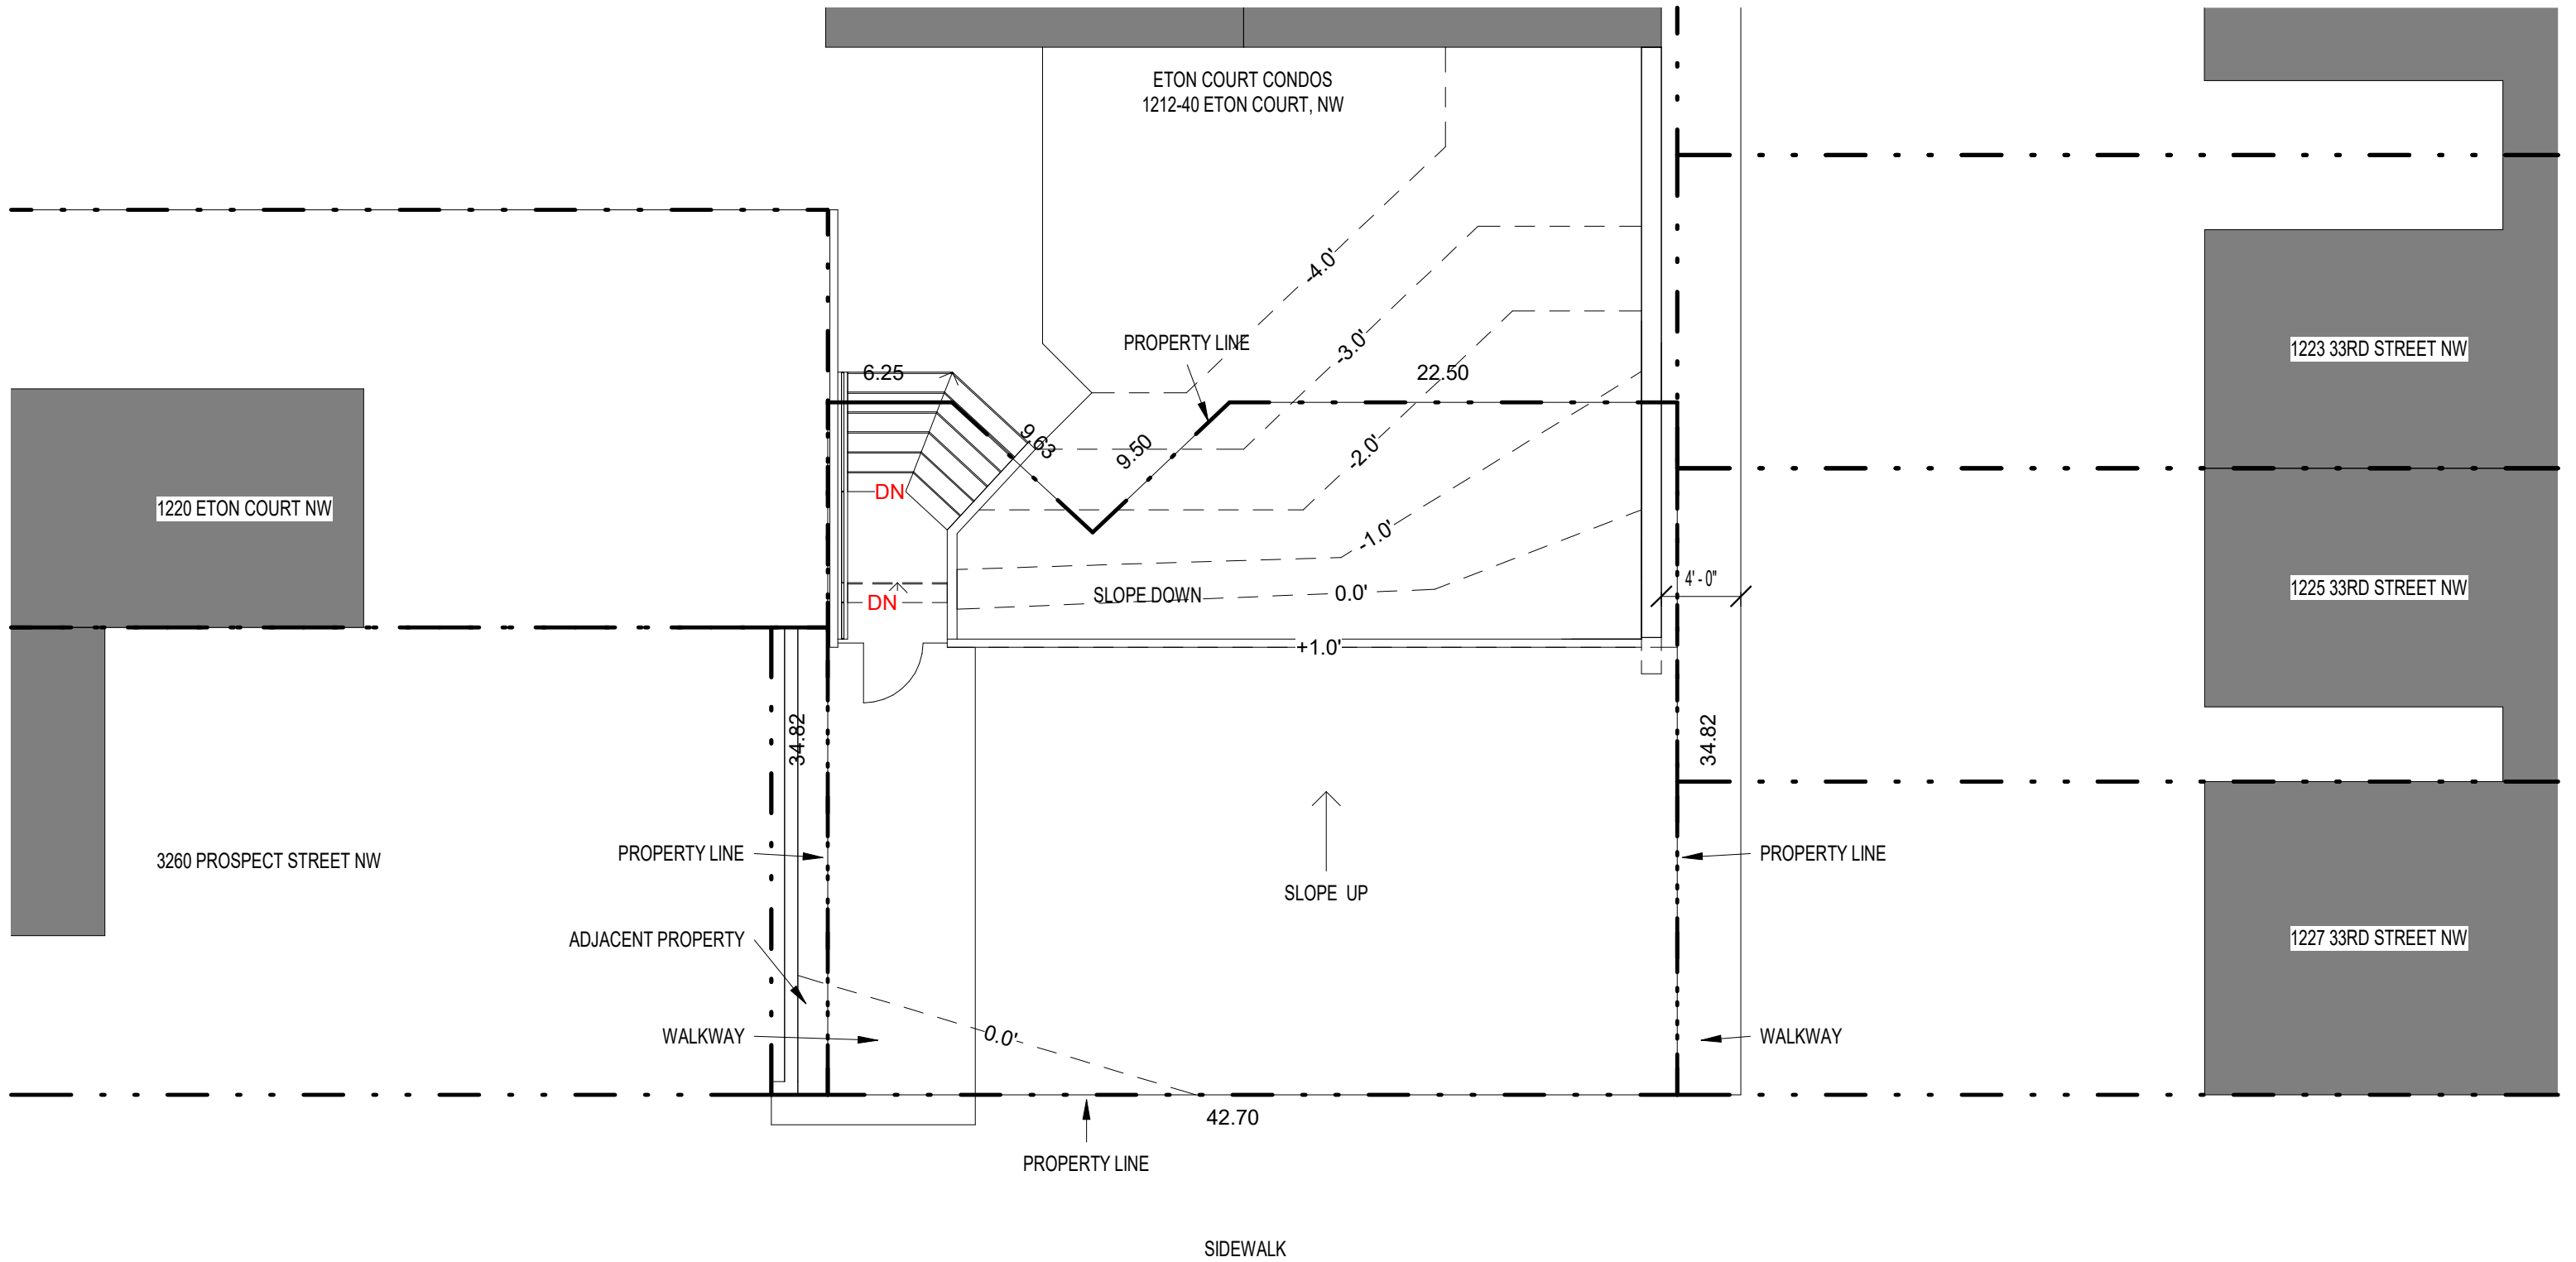 ETON COURT CONDOS
1212-40 ETON COURT, NW
-4.0'
PROPERTY LINE
-3.0'
1223 33RD STREET NW
6.25
22.50
9.63
9.50
-2.0'
DN
1220 ETON COURT NW
-1.0'
4' - 0"
1225 33RD STREET NW
SLOPE DOWN
0.0'
DN
+1.0'
34.82
34.82
PROPERTY LINE
PROPERTY LINE
3260 PROSPECT STREET NW
SLOPE UP
ADJACENT PROPERTY
1227 33RD STREET NW
WALKWAY
0.0'
WALKWAY
42.70
PROPERTY LINE
SIDEWALK